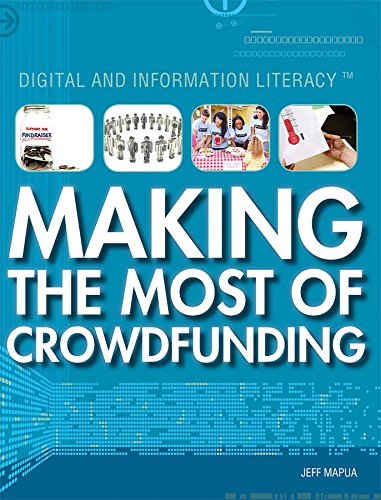 DIGITAL AND INFORMATION LITERACY™
FUNDRAISER
MAKING
THE MOST OF
CROWDFUNDING
JEFF MAPUA